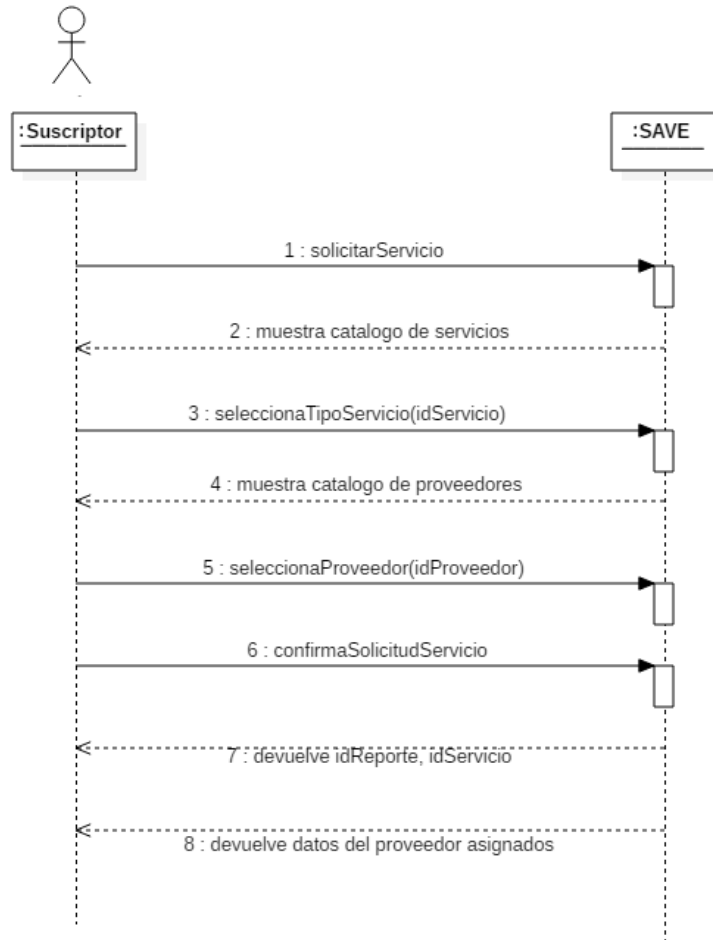 :Suscriptor
:SAVE
1 : solicitarServicio
2 : muestra catalogo de servicios
3 : seleccionaTipoServicio(idServicio)
4 : muestra catalogo de proveedores
5 : seleccionaProveedor(idProveedor)
6 : confirmaSolicitudServicio
7 : devuelve idReporte, idServicio
8 : devuelve datos del proveedor asignados